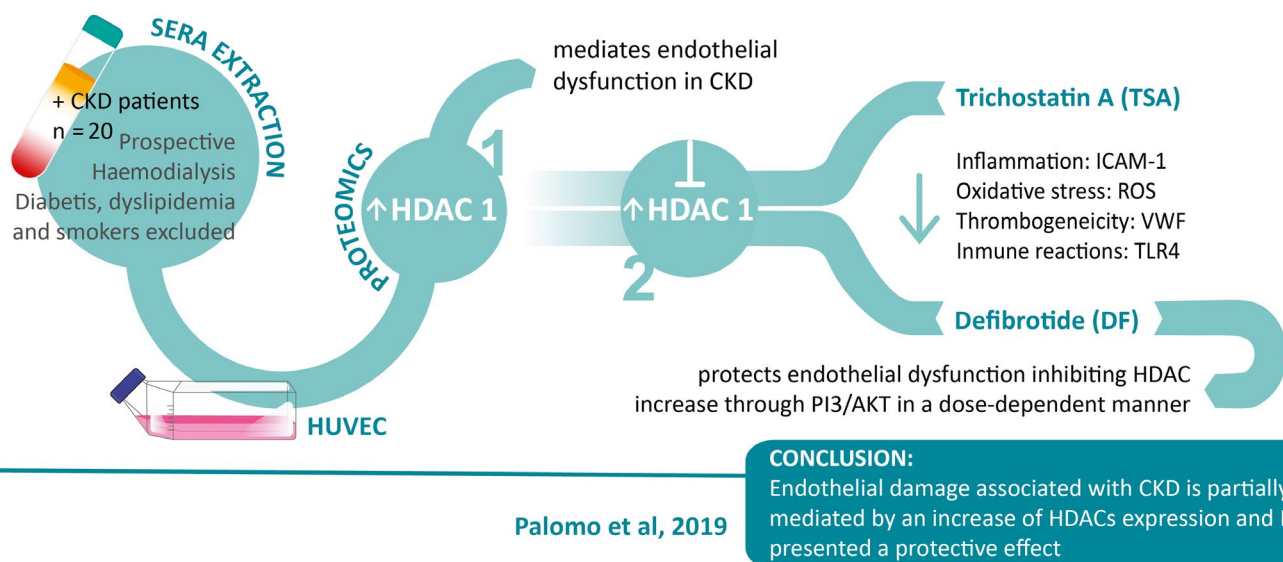 SERA EXTRACTION
+ CKD patients
n = 20
Prospective
Haemodialysis
Diabetis, dyslipidemia
and smokers excluded
HUVEC
PROTEOMICS
↑HDAC 1
1
mediates endothelial
dysfunction in CKD
↑HDAC 1
2
Trichostatin A (TSA)
Inflammation: ICAM-1
Oxidative stress: ROS
Thrombogeneicity: VWF
Inmune reactions: TLR4
Defibrotide (DF)
protects endothelial dysfunction inhibiting HDAC
increase through PI3/AKT in a dose-dependent manner
Palomo et al, 2019
CONCLUSION:
Endothelial damage associated with CKD is partially
mediated by an increase of HDACs expression and
presented a protective effect